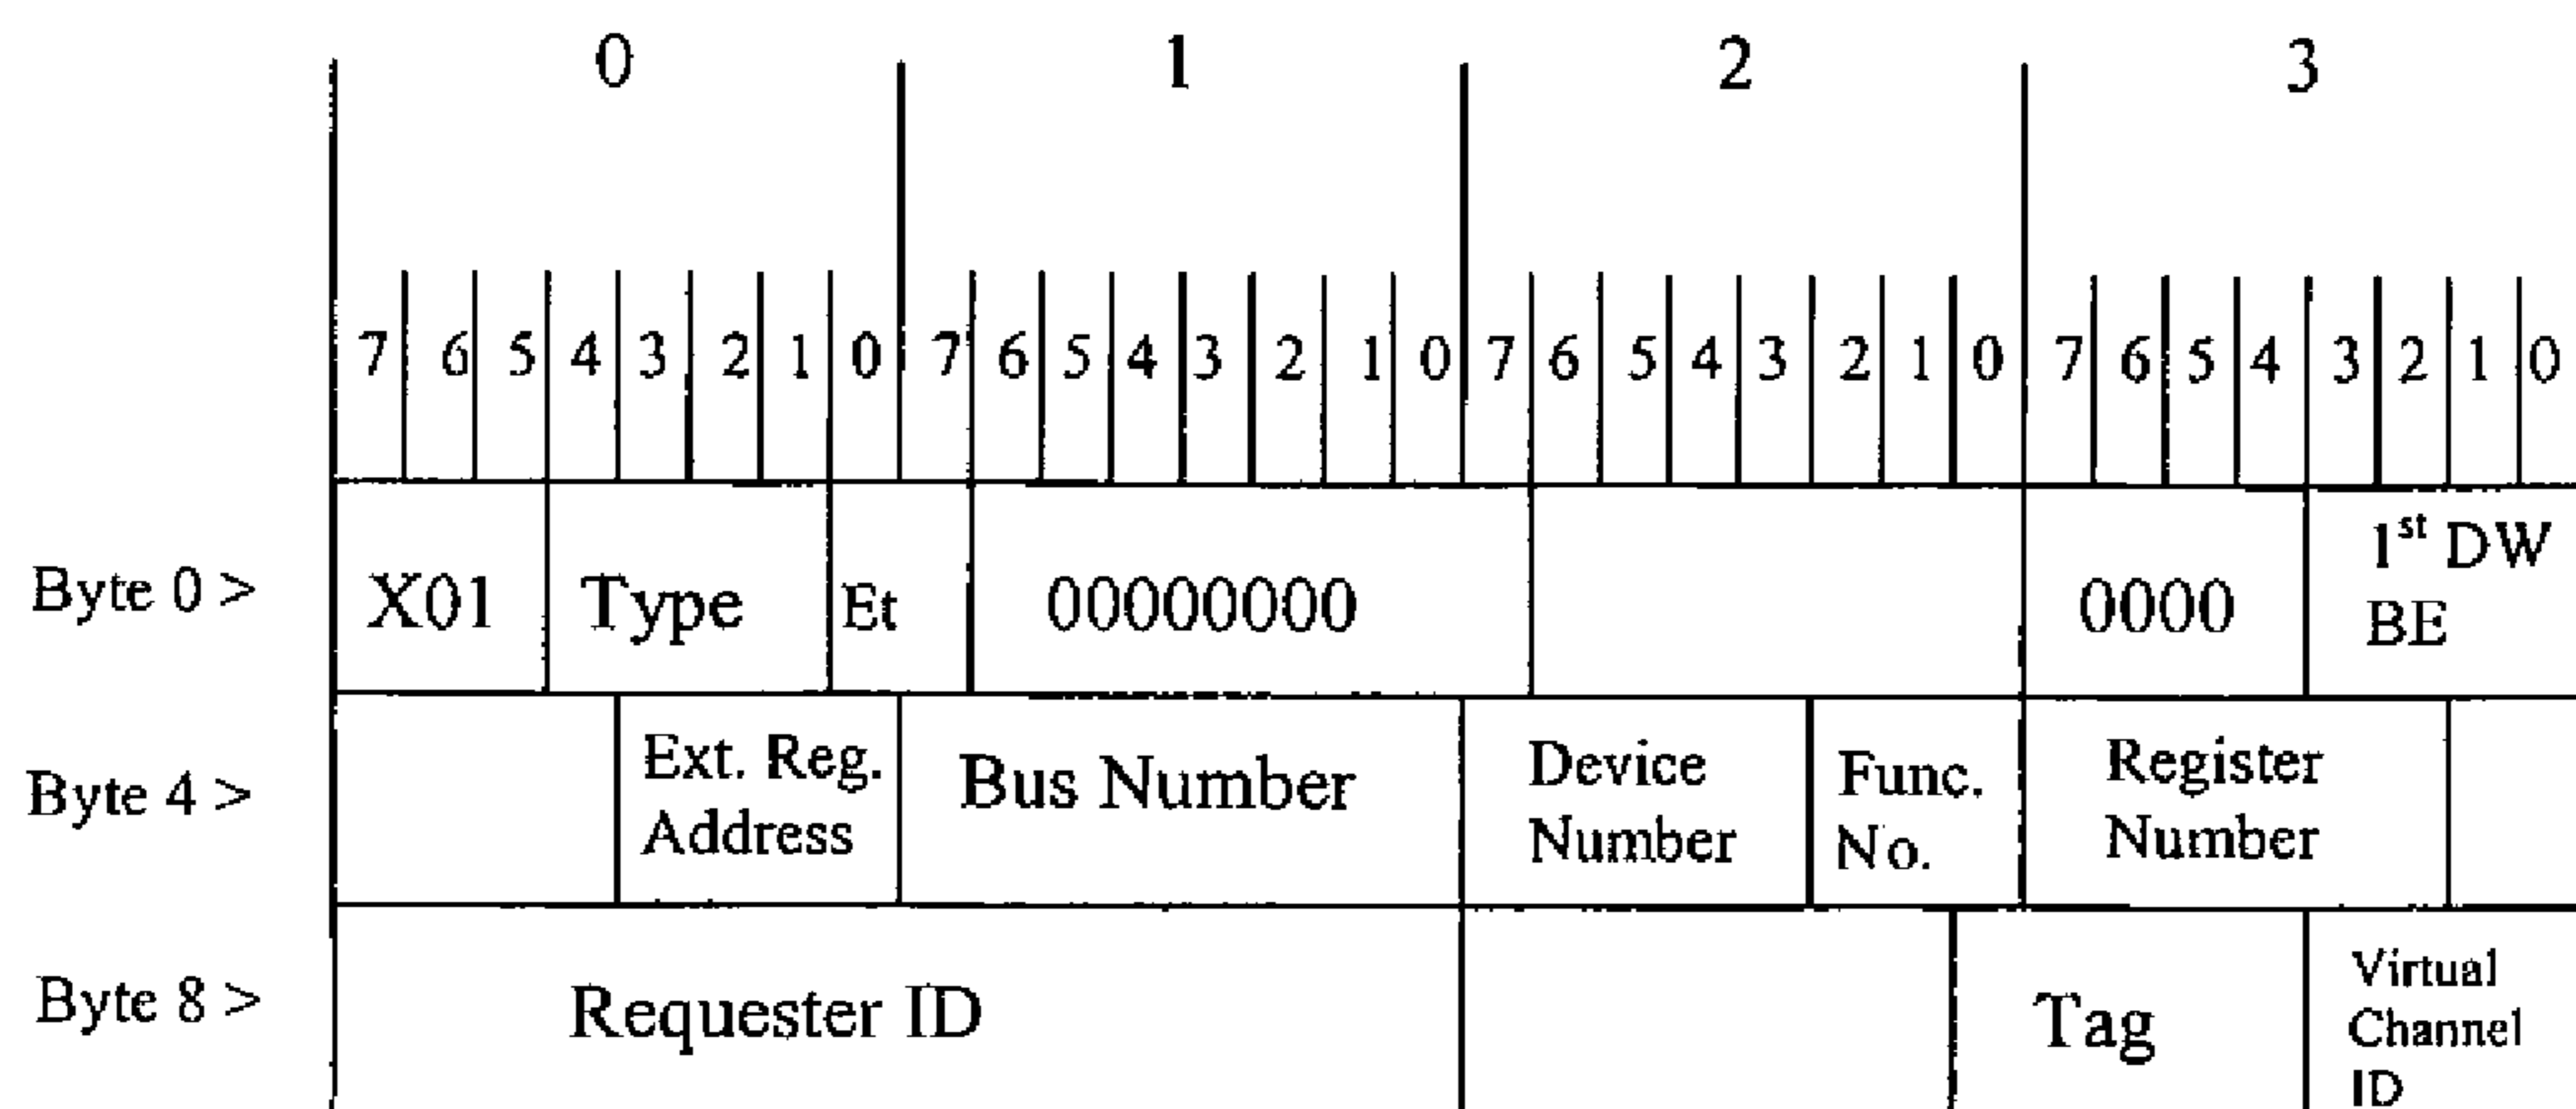 0 1 2 3
7 6 5 4 3 2 1 0 7 6 5 4 3 2 1 0 7 6 5 4 3 2 1 0 7 6 5 4 3 2 1 0
Byte 0 > X01 Type Et 00000000 0000 1st DW
BE
Byte 4 > Ext. Reg.
Address Bus Number Device
Number Func.
No. Register
Number
Byte 8 > Requester ID Tag Virtual
Channel
ID